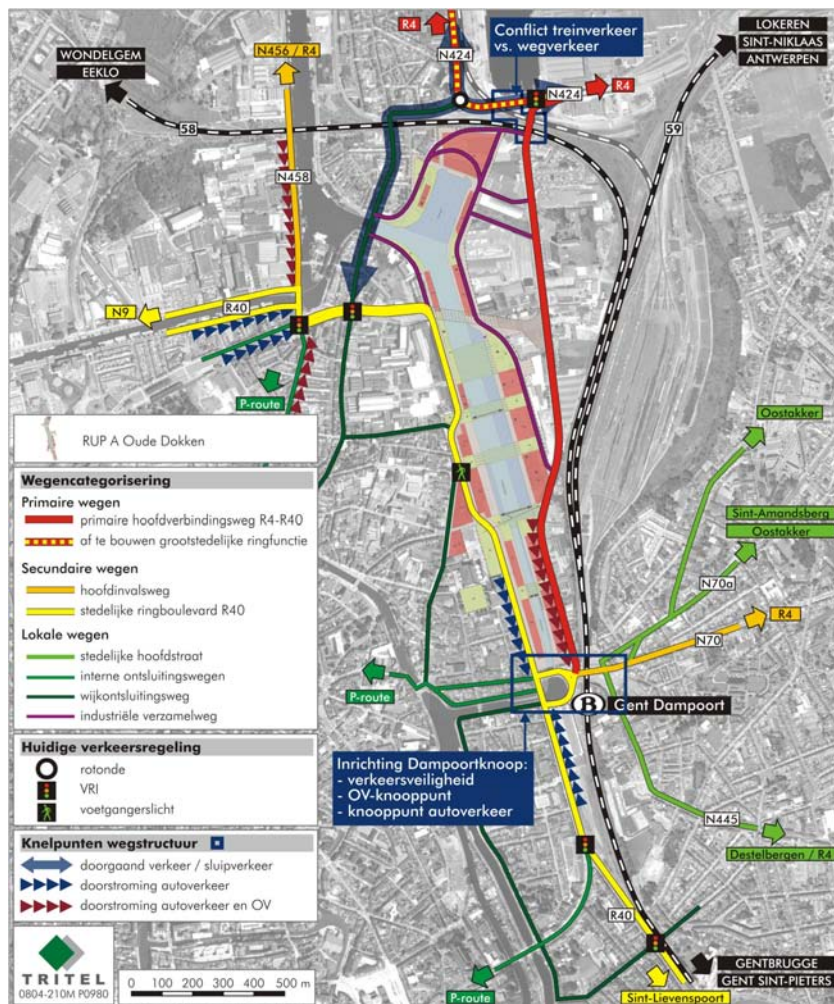 R4
Conflict treinverkeer
vs. wegverkeer
LOKEREN
SINT-NIKLAAS
ANTWERPEN
WONDELGEM
EEKLO
N456 / R4
N424
N424
R4
58
59
N458
N9
R40
P-route
RUP A Oude Dokken
Wegencategorisering
Primaire wegen
primaire hoofdverbindingsweg R4-R40
af te bouwen grootstedelijke ringfunctie
Secundaire wegen
hoofdinvalsweg
stedelijke ringboulevard R40
Lokale wegen
stedelijke hoofdstraat
interne ontsluitingswegen
wijkontsluitingsweg
industriële verzamelweg
Huidige verkeersregeling
rotonde
VRI
voetgangerslicht
Knelpunten wegstructuur
doorgaand verkeer / sluipverkeer
doorstroming autoverkeer
doorstroming autoverkeer en OV
TRITEL
0804-210M P0980
0 100 200 300 400 500 m
Oostakker
Sint-Amandsberg
Oostakker
N70a
R4
N70
P-route
B Gent Dampoort
Inrichting Dampoortknoop:
- verkeersveiligheid
- OV-knooppunt
- knooppunt autoverkeer
N445
Destelbergen / R4
R40
GENTBRUGGE
GENT SINT-PIETERS
P-route
Sint-Lievenspoort